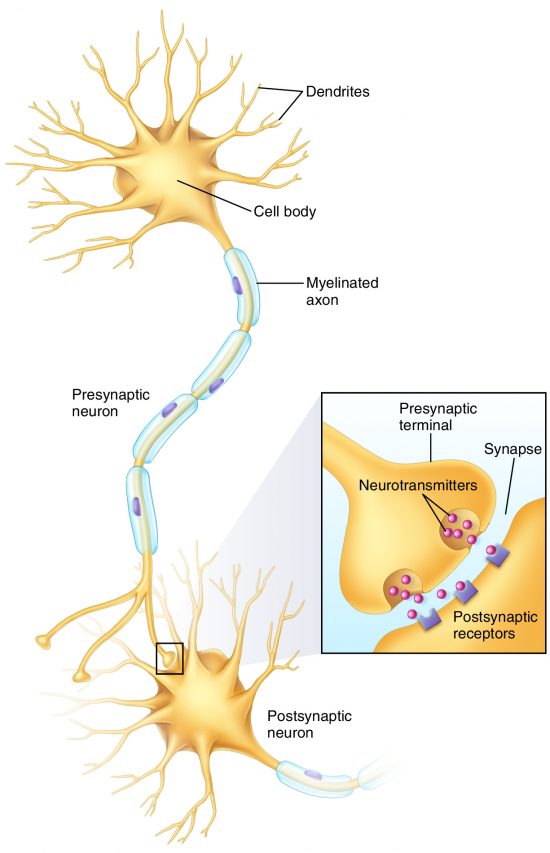 Dendrites
Cell body
Myelinated
axon
Presynaptic
neuron
Presynaptic
terminal
Synapse
Neurotransmitters
Postsynaptic
receptors
Postsynaptic
neuron